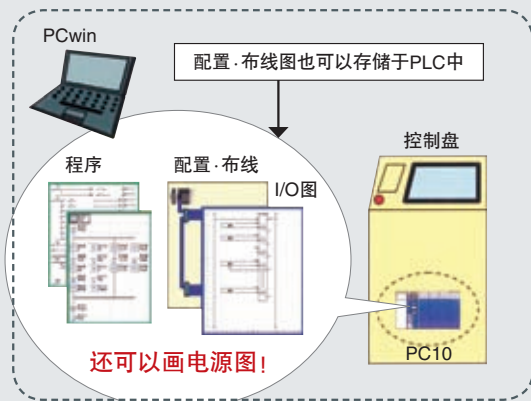 PCwin
配置·布线图也可以存储于PLC中
控制盘
程序
配置·布线
I/O图
还可以画电源图!
PC10